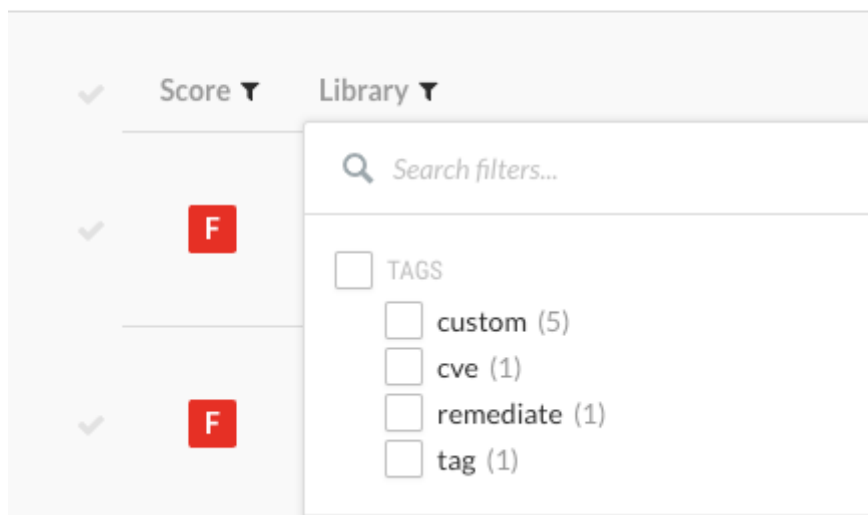 Score Library
Search filters...
F
TAGS
custom (5)
cve (1)
remediate (1)
F
tag (1)